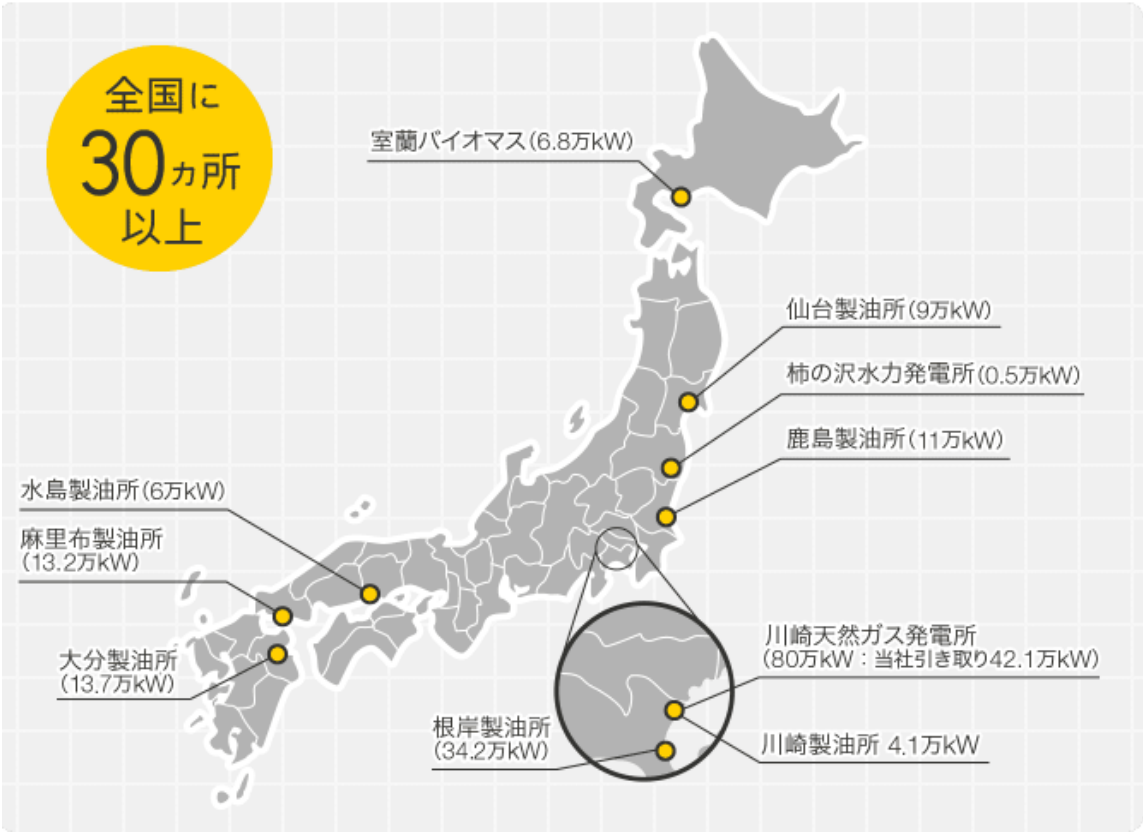 全国に
30ヵ所
以上
室蘭バイオマス(6.8万kW)
仙台製油所(9万kW)
柿の沢水力発電所(0.5万kW)
鹿島製油所(11万kW)
水島製油所(6万kW)
麻里布製油所
(13.2万kW)
大分製油所
(13.7万kW)
川崎天然ガス発電所
(80万kW：当社引き取り42.1万kW)
根岸製油所
(34.2万kW)
川崎製油所 4.1万kW